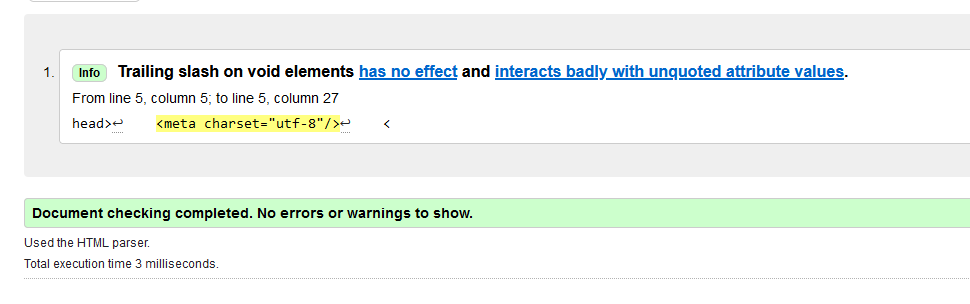 1. Info Trailing slash on void elements has no effect and interacts badly with unquoted attribute values.
From line 5, column 5; to line 5, column 27
head>↩    <meta charset="utf-8"/>↩    <
Document checking completed. No errors or warnings to show.
Used the HTML parser.
Total execution time 3 milliseconds.